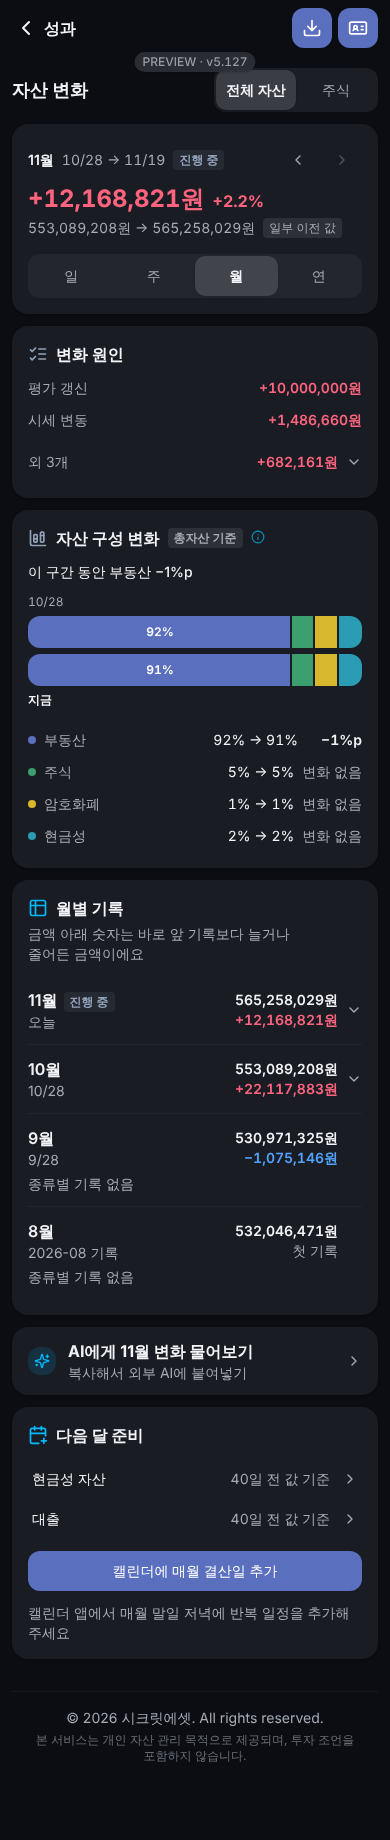 성과
PREVIEW · v5.127
자산 변화
전체 자산 주식
11월 10/28 → 11/19 진행 중
+12,168,821원 +2.2%
553,089,208원 → 565,258,029원 일부 이전 값
일 주 월 연
변화 원인
평가 갱신 +10,000,000원
시세 변동 +1,486,660원
외 3개 +682,161원
자산 구성 변화 총자산 기준
이 구간 동안 부동산 −1%p
10/28
92%
91%
지금
부동산 92% → 91% −1%p
주식 5% → 5% 변화 없음
암호화폐 1% → 1% 변화 없음
현금성 2% → 2% 변화 없음
월별 기록
금액 아래 숫자는 바로 앞 기록보다 늘거나
줄어든 금액이에요
11월 진행 중 565,258,029원
오늘 +12,168,821원
10월 553,089,208원
10/28 +22,117,883원
9월 530,971,325원
9/28 −1,075,146원
종류별 기록 없음
8월 532,046,471원
2026-08 기록 첫 기록
종류별 기록 없음
AI에게 11월 변화 물어보기
복사해서 외부 AI에 붙여넣기
다음 달 준비
현금성 자산 40일 전 값 기준
대출 40일 전 값 기준
캘린더에 매월 결산일 추가
캘린더 앱에서 매월 말일 저녁에 반복 일정을 추가해
주세요
© 2026 시크릿에셋. All rights reserved.
본 서비스는 개인 자산 관리 목적으로 제공되며, 투자 조언을
포함하지 않습니다.